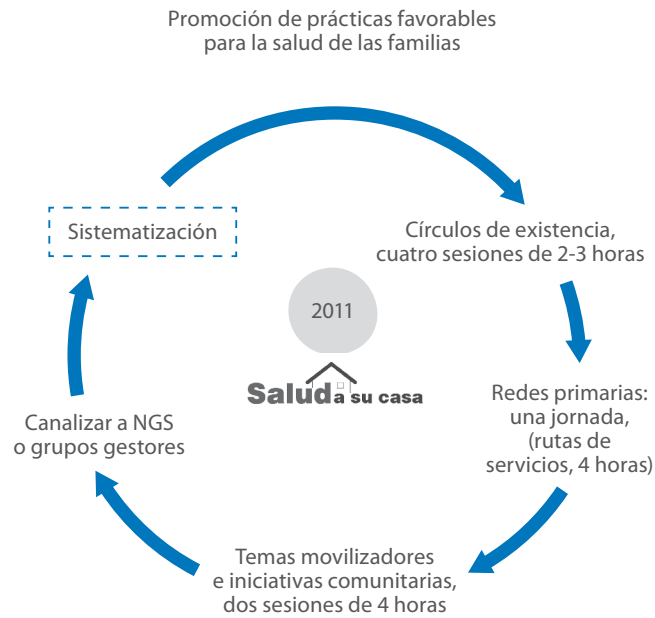 Promoción de prácticas favorables
para la salud de las familias
Sistematización
Círculos de existencia,
cuatro sesiones de 2-3 horas
2011
Salud a su casa
Redes primarias:
una jornada,
(rutas de
servicios, 4 horas)
Canalizar a NGS
o grupos gestores
Temas movilizadores
e iniciativas comunitarias,
dos sesiones de 4 horas